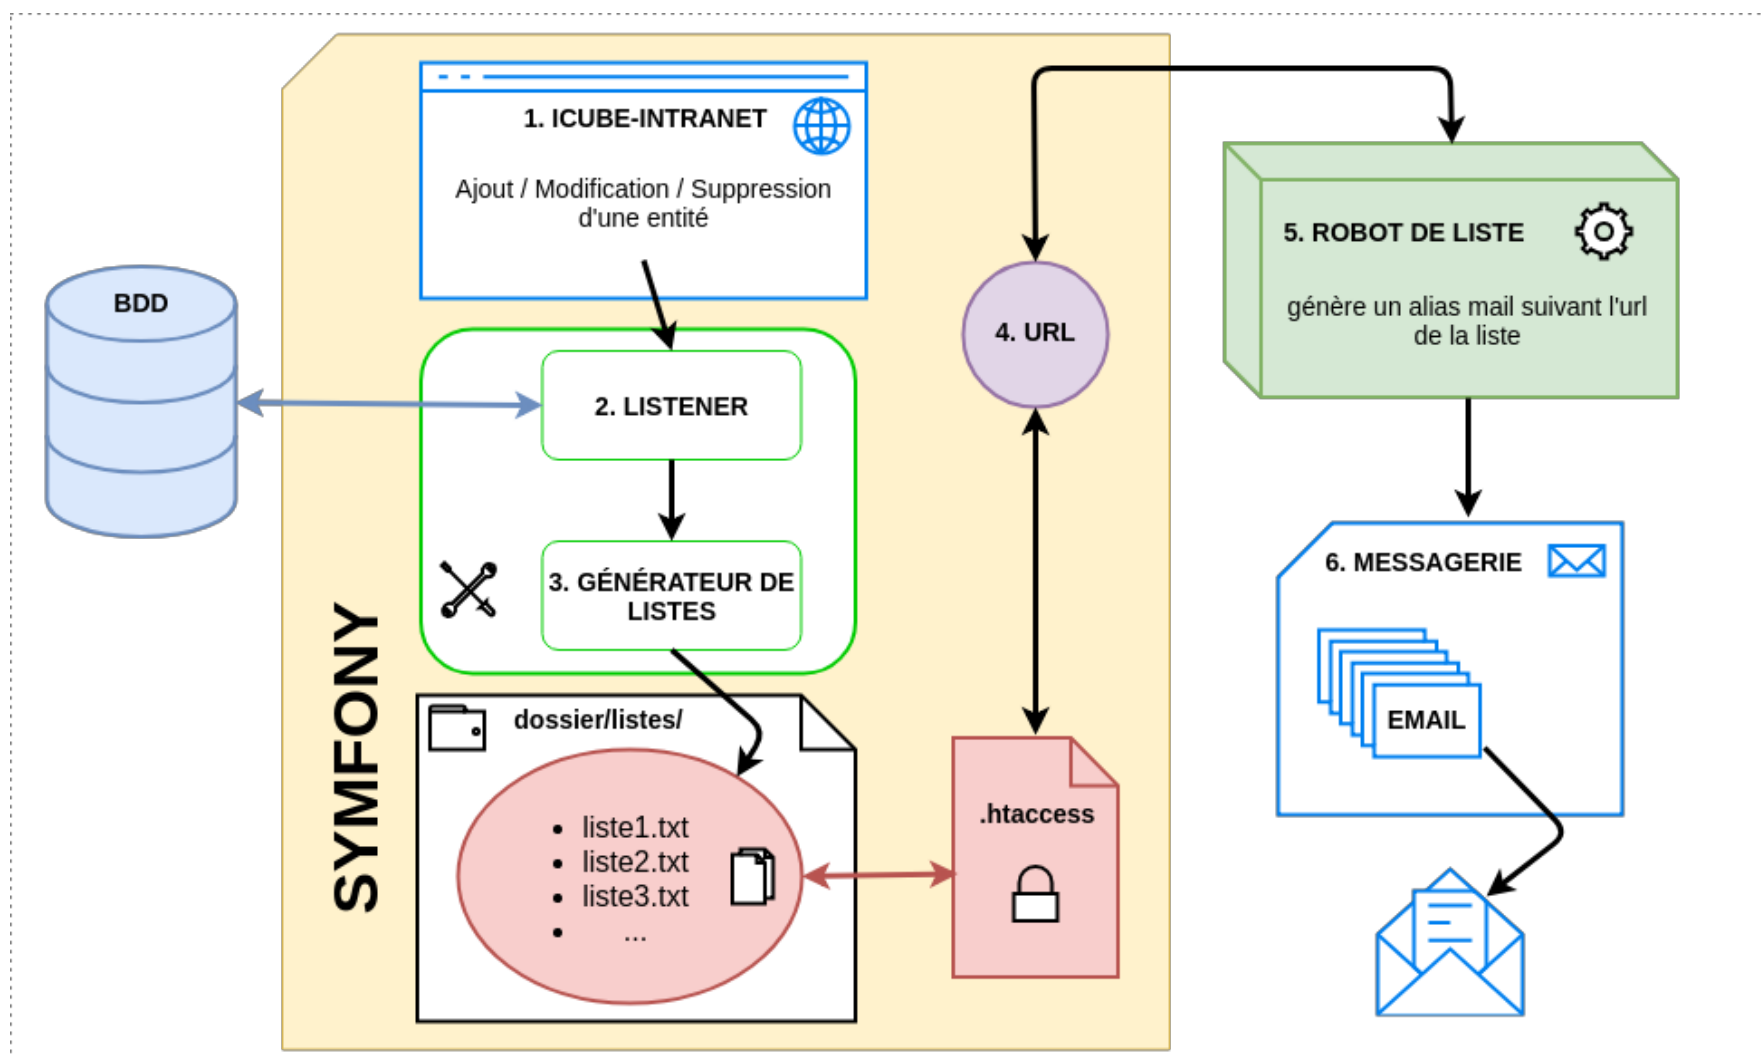 1. ICUBE-INTRANET
Ajout / Modification / Suppression
d'une entité
BDD
2. LISTENER
3. GÉNÉRATEUR DE
LISTES
SYMFONY
dossier/listes/
• liste1.txt
• liste2.txt
• liste3.txt
• ...
.htaccess
4. URL
5. ROBOT DE LISTE
génère un alias mail suivant l'url
de la liste
6. MESSAGERIE
EMAIL